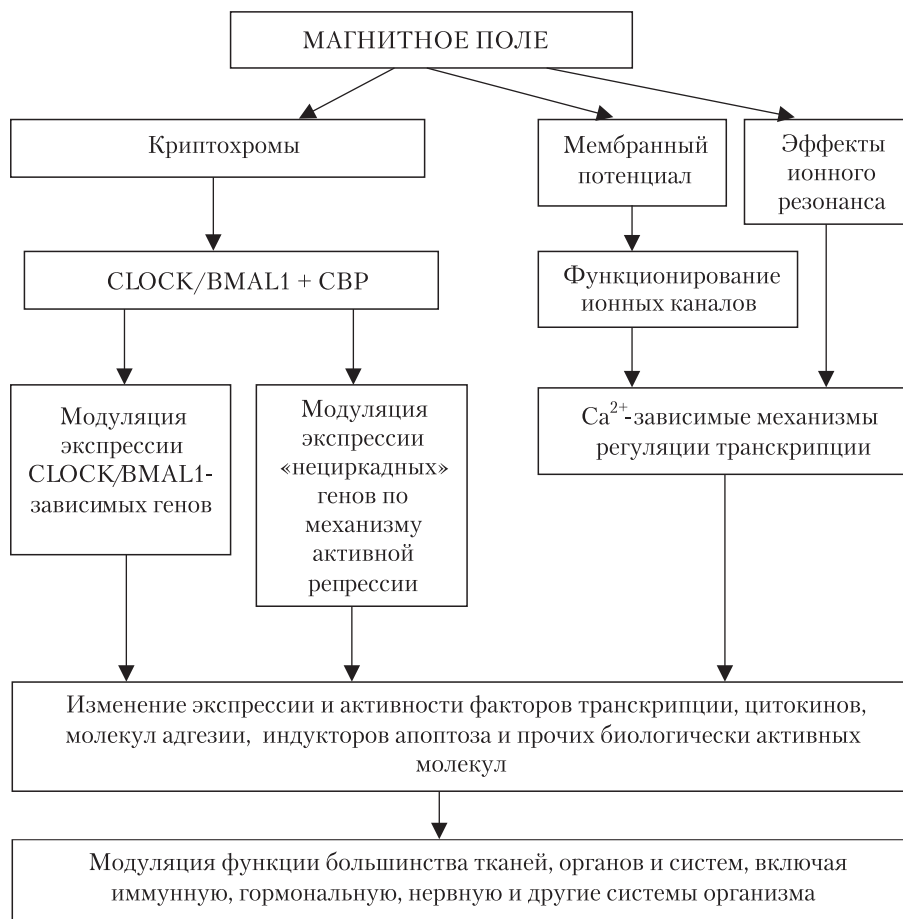 МАГНИТНОЕ ПОЛЕ
Криптохромы
Мембранный
потенциал
Эффекты
ионного
резонанса
CLOCK/BMAL1 + CBP
Функционирование
ионных каналов
Модуляция
экспрессии
CLOCK/BMAL1-
зависимых генов
Модуляция
экспрессии
«нециркадных»
генов по
механизму
активной
репрессии
Ca²⁺-зависимые механизмы
регуляции транскрипции
Изменение экспрессии и активности факторов транскрипции, цитокинов,
молекул адгезии, индукторов апоптоза и прочих биологически активных
молекул
Модуляция функции большинства тканей, органов и систем, включая
иммунную, гормональную, нервную и другие системы организма